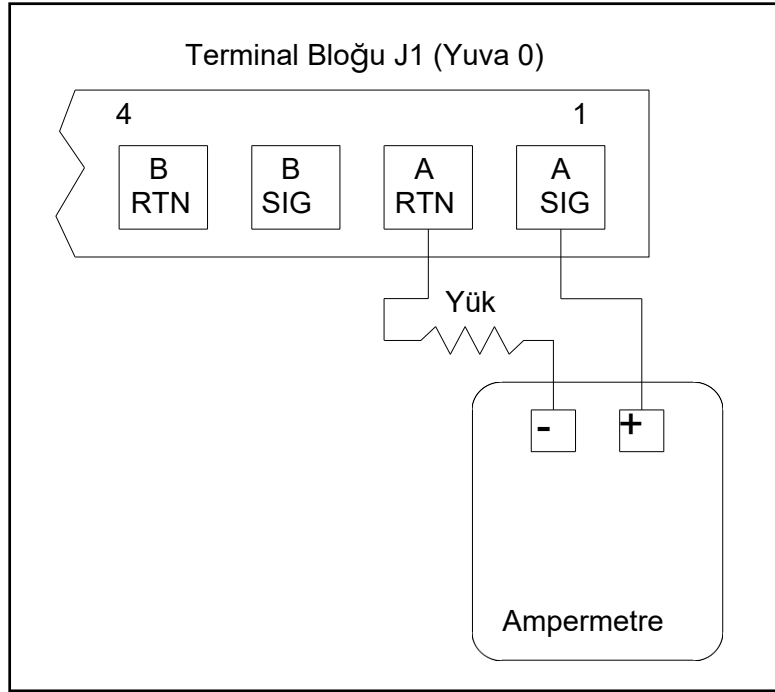 Terminal Bloğu J1 (Yuva 0)
4 1
B B A A
RTN SIG RTN SIG
Yük
- +
Ampermetre